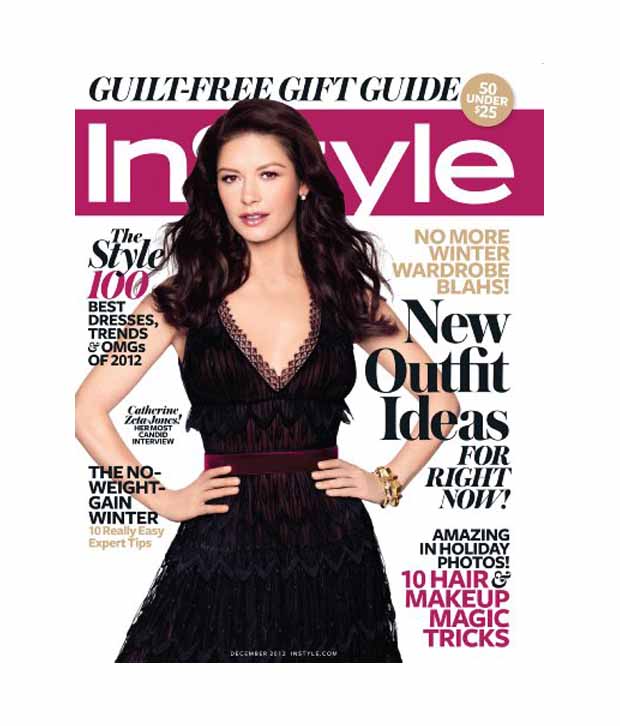 GUILT-FREE GIFT GUIDE
50
UNDER
$25
InStyle
The
Style
100
BEST
DRESSES,
TRENDS
& OMGs
OF 2012
Catherine
Zeta-Jones!
HER MOST
CANDID
INTERVIEW
THE NO-
WEIGHT-
GAIN
WINTER
10 Really Easy
Expert Tips
NO MORE
WINTER
WARDROBE
BLAHS!
New
Outfit
Ideas
FOR
RIGHT
NOW!
AMAZING
IN HOLIDAY
PHOTOS!
10 HAIR &
MAKEUP
MAGIC
TRICKS
DECEMBER 2012 INSTYLE.COM